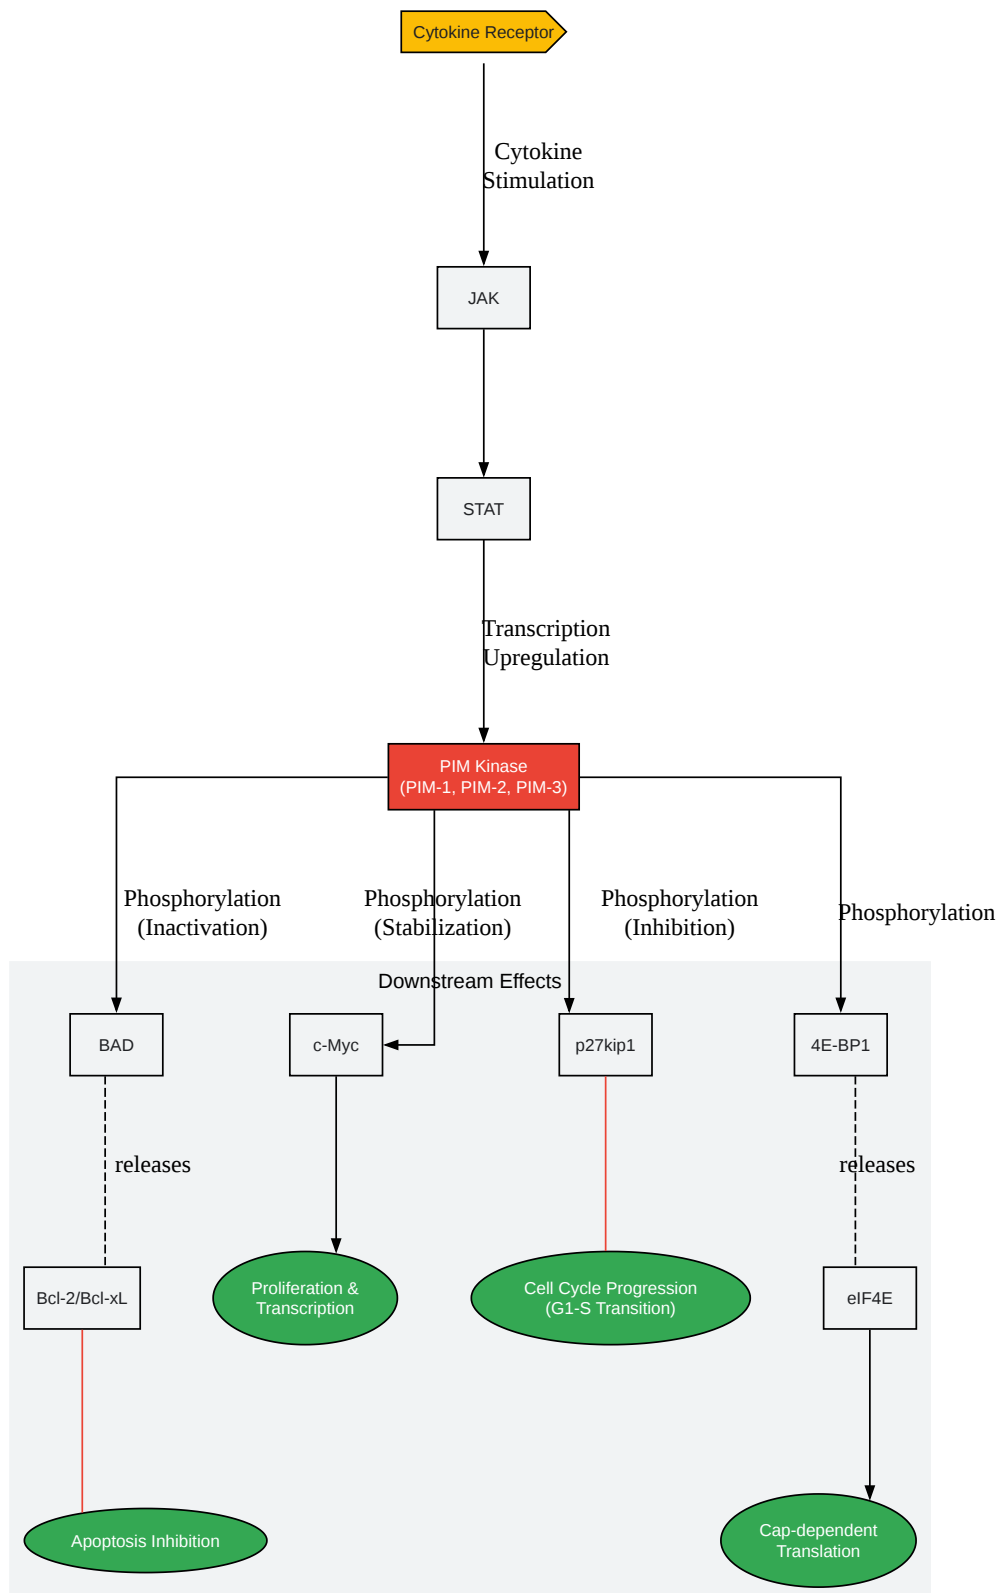 Cytokine Receptor
Cytokine
Stimulation
JAK
STAT
Transcription
Upregulation
PIM Kinase
(PIM-1, PIM-2, PIM-3)
Phosphorylation
(Inactivation)
Phosphorylation
(Stabilization)
Phosphorylation
(Inhibition)
Phosphorylation
Downstream Effects
BAD
c-Myc
p27kip1
4E-BP1
releases
releases
Bcl-2/Bcl-xL
Proliferation &
Transcription
Cell Cycle Progression
(G1-S Transition)
eIF4E
Apoptosis Inhibition
Cap-dependent
Translation